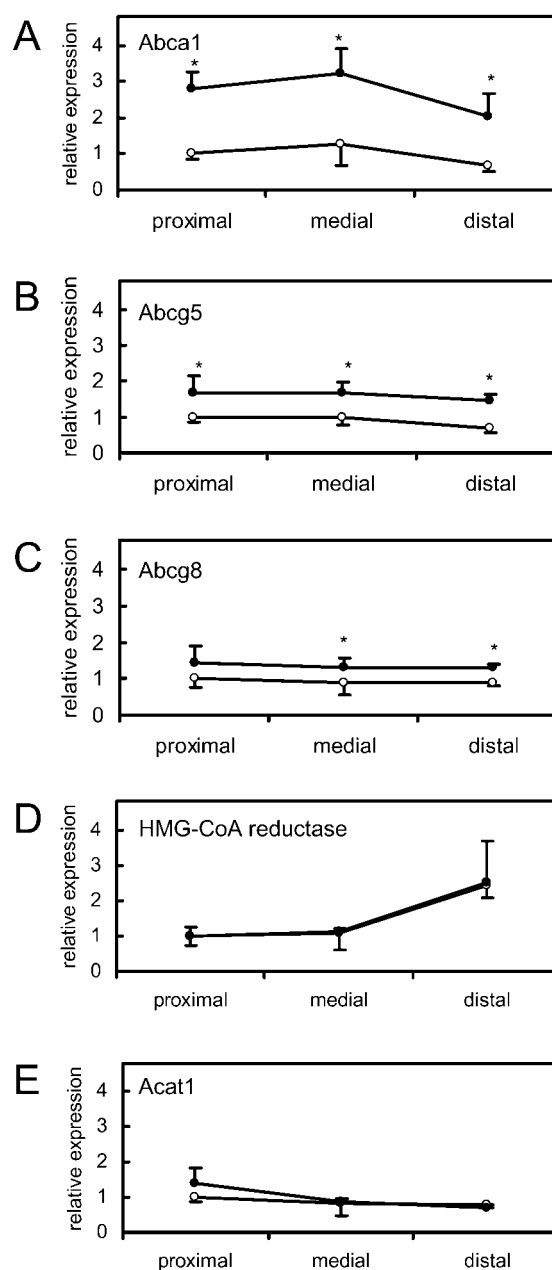 A
Abca1
relative expression
4
3
2
1
0
* * *
proximal medial distal
B
Abcg5
relative expression
4
3
2
1
0
* * *
proximal medial distal
C
Abcg8
relative expression
4
3
2
1
0
* *
proximal medial distal
D
HMG-CoA reductase
relative expression
4
3
2
1
0
proximal medial distal
E
Acat1
relative expression
4
3
2
1
0
proximal medial distal